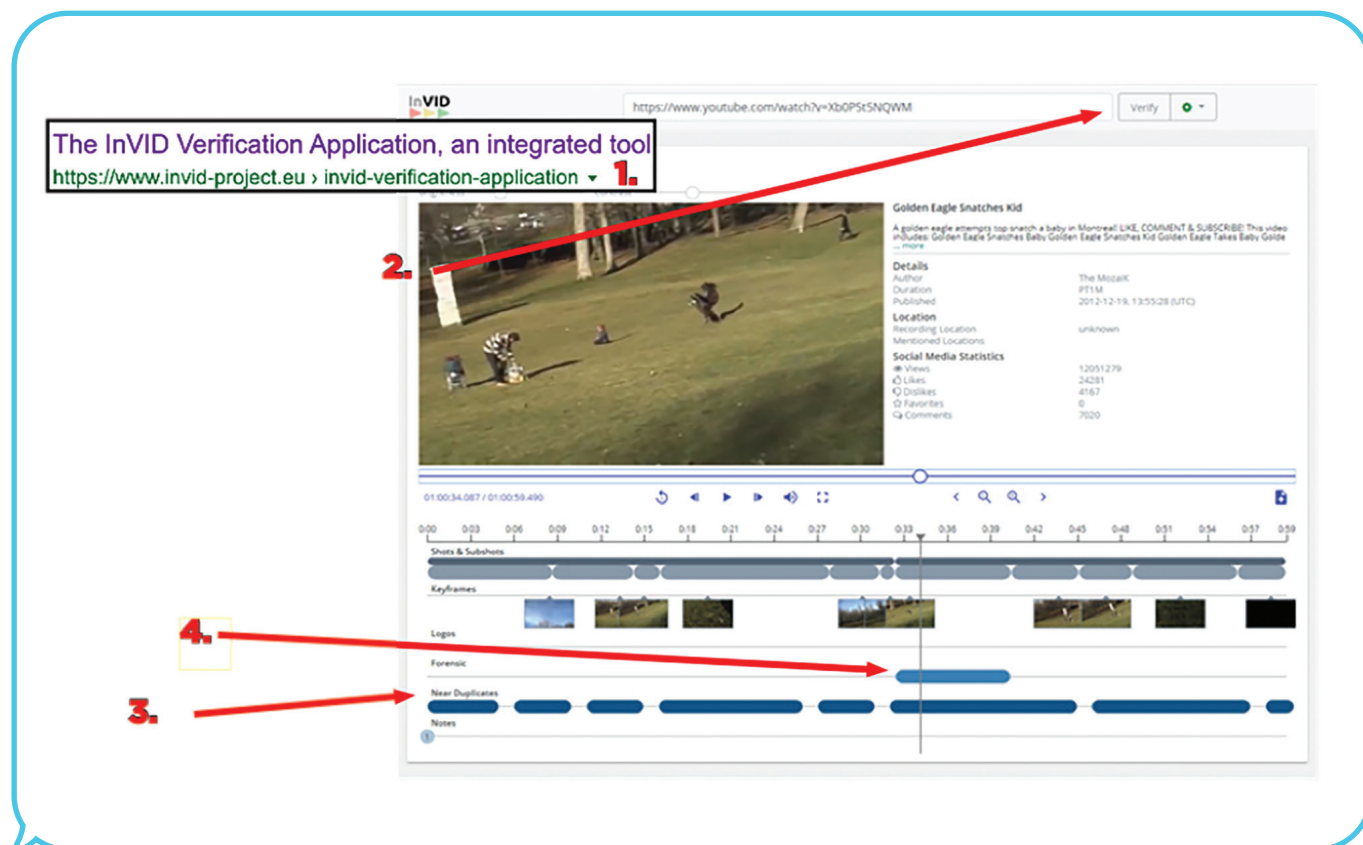 InVID
https://www.youtube.com/watch?v=Xb0P5t5NQWM
Verify
The InVID Verification Application, an integrated tool
https://www.invid-project.eu › invid-verification-application
1.
2.
Golden Eagle Snatches Kid
A golden eagle attempts top snatch a baby in Montreal! LIKE, COMMENT & SUBSCRIBE! This video
includes: Golden Eagle Snatches Baby Golden Eagle Snatches Kid Golden Eagle Takes Baby Golde
... more
Details
Author The MozaiK
Duration PT1M
Published 2012-12-19, 13:55:28 (UTC)
Location
Recording Location unknown
Mentioned Locations
Social Media Statistics
Views 12051279
Likes 24281
Dislikes 4167
Favorites 0
Comments 7020
01:00:34.087 / 01:00:59.490
0:00 0:03 0:06 0:09 0:12 0:15 0:18 0:21 0:24 0:27 0:30 0:33 0:36 0:39 0:42 0:45 0:48 0:51 0:54 0:57 0:59
Shots & Subshots
Keyframes
4.
Logos
Forensic
3.
Near Duplicates
Notes
1